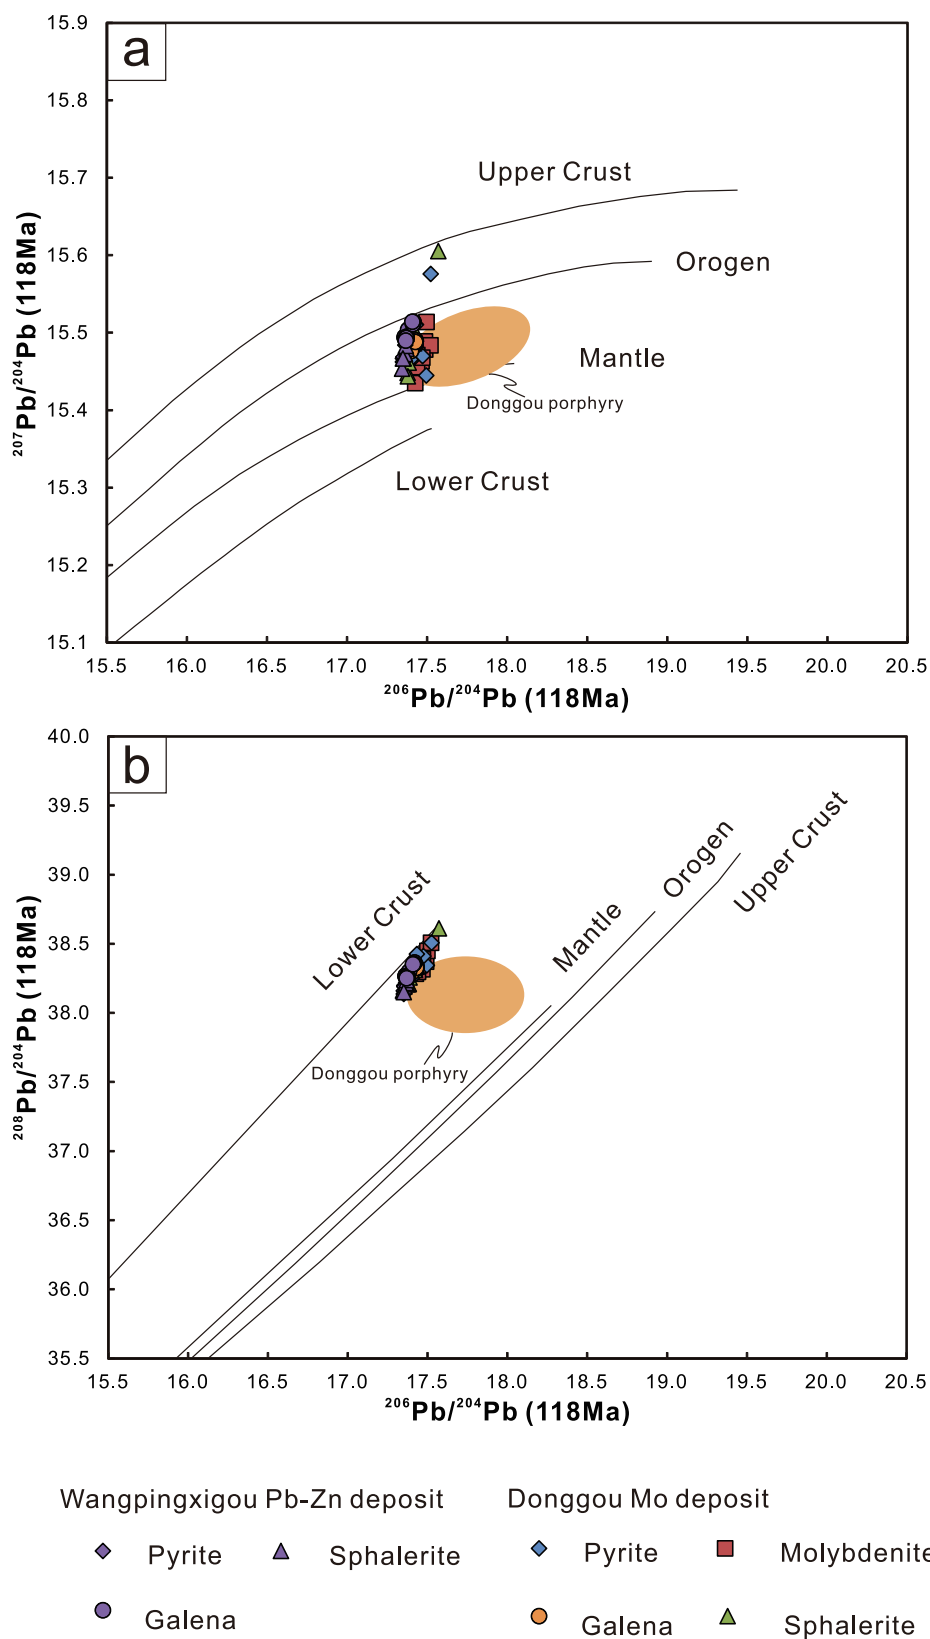 a
15.9
15.8
15.7
15.6
15.5
15.4
15.3
15.2
15.1
²⁰⁷Pb/²⁰⁴Pb (118Ma)
Upper Crust
Orogen
Mantle
Donggou porphyry
Lower Crust
15.5 16.0 16.5 17.0 17.5 18.0 18.5 19.0 19.5 20.0 20.5
²⁰⁶Pb/²⁰⁴Pb (118Ma)
b
40.0
39.5
39.0
38.5
38.0
37.5
37.0
36.5
36.0
35.5
²⁰⁸Pb/²⁰⁴Pb (118Ma)
Lower Crust
Mantle
Orogen
Upper Crust
Donggou porphyry
15.5 16.0 16.5 17.0 17.5 18.0 18.5 19.0 19.5 20.0 20.5
²⁰⁶Pb/²⁰⁴Pb (118Ma)
Wangpingxigou Pb-Zn deposit Donggou Mo deposit
Pyrite Sphalerite Pyrite Molybdenite
Galena Galena Sphalerite